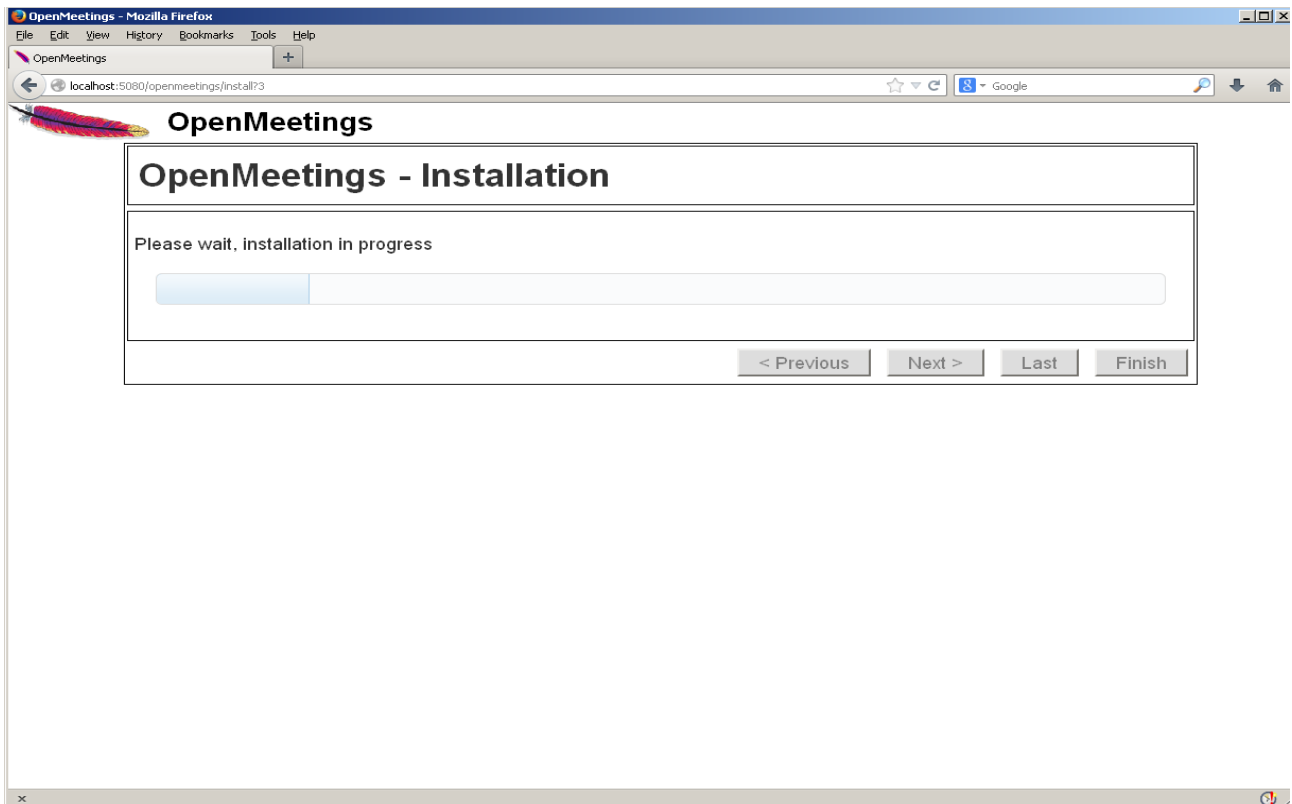 OpenMeetings - Mozilla Firefox
File Edit View History Bookmarks Tools Help
OpenMeetings +
localhost:5080/openmeetings/install?3 8 Google
OpenMeetings
OpenMeetings - Installation
Please wait, installation in progress
< Previous Next > Last Finish